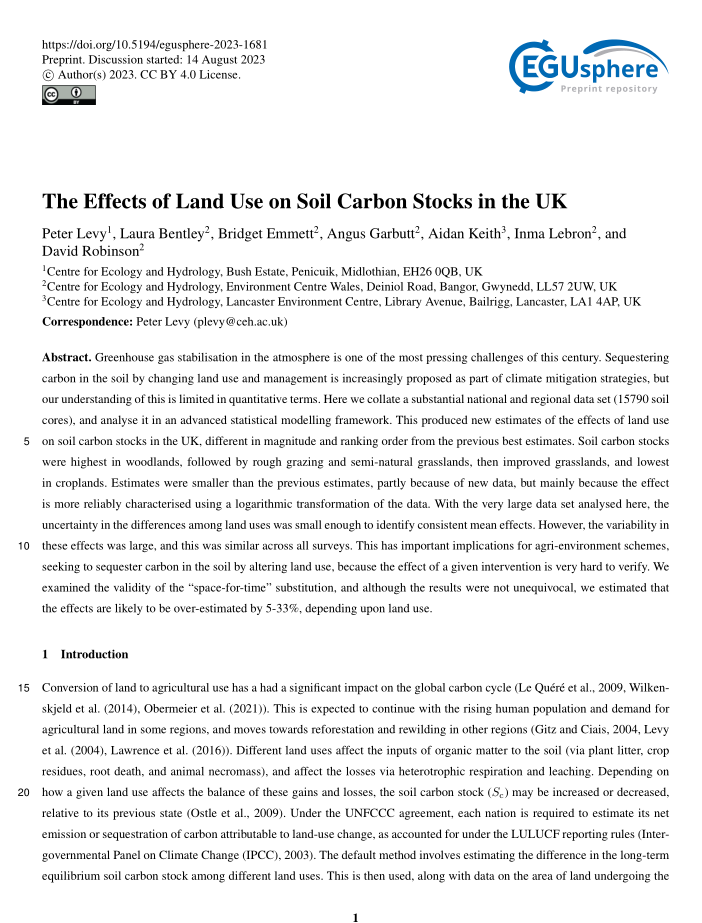 https://doi.org/10.5194/egusphere-2023-1681
Preprint. Discussion started: 14 August 2023
© Author(s) 2023. CC BY 4.0 License.
cc BY
EGUsphere
Preprint repository
The Effects of Land Use on Soil Carbon Stocks in the UK
Peter Levy1, Laura Bentley2, Bridget Emmett2, Angus Garbutt2, Aidan Keith3, Inma Lebron2, and
David Robinson2
1Centre for Ecology and Hydrology, Bush Estate, Penicuik, Midlothian, EH26 0QB, UK
2Centre for Ecology and Hydrology, Environment Centre Wales, Deiniol Road, Bangor, Gwynedd, LL57 2UW, UK
3Centre for Ecology and Hydrology, Lancaster Environment Centre, Library Avenue, Bailrigg, Lancaster, LA1 4AP, UK
Correspondence: Peter Levy (plevy@ceh.ac.uk)
Abstract. Greenhouse gas stabilisation in the atmosphere is one of the most pressing challenges of this century. Sequestering
carbon in the soil by changing land use and management is increasingly proposed as part of climate mitigation strategies, but
our understanding of this is limited in quantitative terms. Here we collate a substantial national and regional data set (15790 soil
cores), and analyse it in an advanced statistical modelling framework. This produced new estimates of the effects of land use
5 on soil carbon stocks in the UK, different in magnitude and ranking order from the previous best estimates. Soil carbon stocks
were highest in woodlands, followed by rough grazing and semi-natural grasslands, then improved grasslands, and lowest
in croplands. Estimates were smaller than the previous estimates, partly because of new data, but mainly because the effect
is more reliably characterised using a logarithmic transformation of the data. With the very large data set analysed here, the
uncertainty in the differences among land uses was small enough to identify consistent mean effects. However, the variability in
10 these effects was large, and this was similar across all surveys. This has important implications for agri-environment schemes,
seeking to sequester carbon in the soil by altering land use, because the effect of a given intervention is very hard to verify. We
examined the validity of the “space-for-time” substitution, and although the results were not unequivocal, we estimated that
the effects are likely to be over-estimated by 5-33%, depending upon land use.
1 Introduction
15 Conversion of land to agricultural use has a had a significant impact on the global carbon cycle (Le Quéré et al., 2009, Wilken-
skjeld et al. (2014), Obermeier et al. (2021)). This is expected to continue with the rising human population and demand for
agricultural land in some regions, and moves towards reforestation and rewilding in other regions (Gitz and Ciais, 2004, Levy
et al. (2004), Lawrence et al. (2016)). Different land uses affect the inputs of organic matter to the soil (via plant litter, crop
residues, root death, and animal necromass), and affect the losses via heterotrophic respiration and leaching. Depending on
20 how a given land use affects the balance of these gains and losses, the soil carbon stock (Sc) may be increased or decreased,
relative to its previous state (Ostle et al., 2009). Under the UNFCCC agreement, each nation is required to estimate its net
emission or sequestration of carbon attributable to land-use change, as accounted for under the LULUCF reporting rules (Inter-
governmental Panel on Climate Change (IPCC), 2003). The default method involves estimating the difference in the long-term
equilibrium soil carbon stock among different land uses. This is then used, along with data on the area of land undergoing the
1